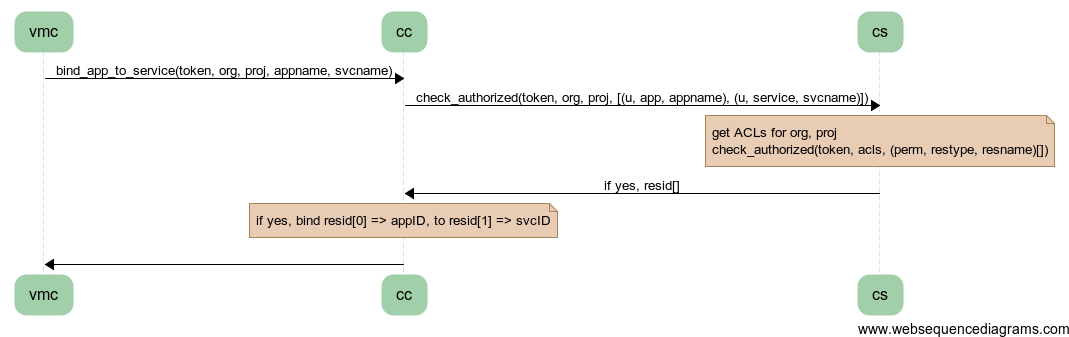 vmc cc cs
bind_app_to_service(token, org, proj, appname, svcname)
check_authorized(token, org, proj, [(u, app, appname), (u, service, svcname)])
get ACLs for org, proj
check_authorized(token, acls, (perm, restype, resname)[])
if yes, resid[]
if yes, bind resid[0] => appID, to resid[1] => svcID
vmc cc cs
www.websequencediagrams.com